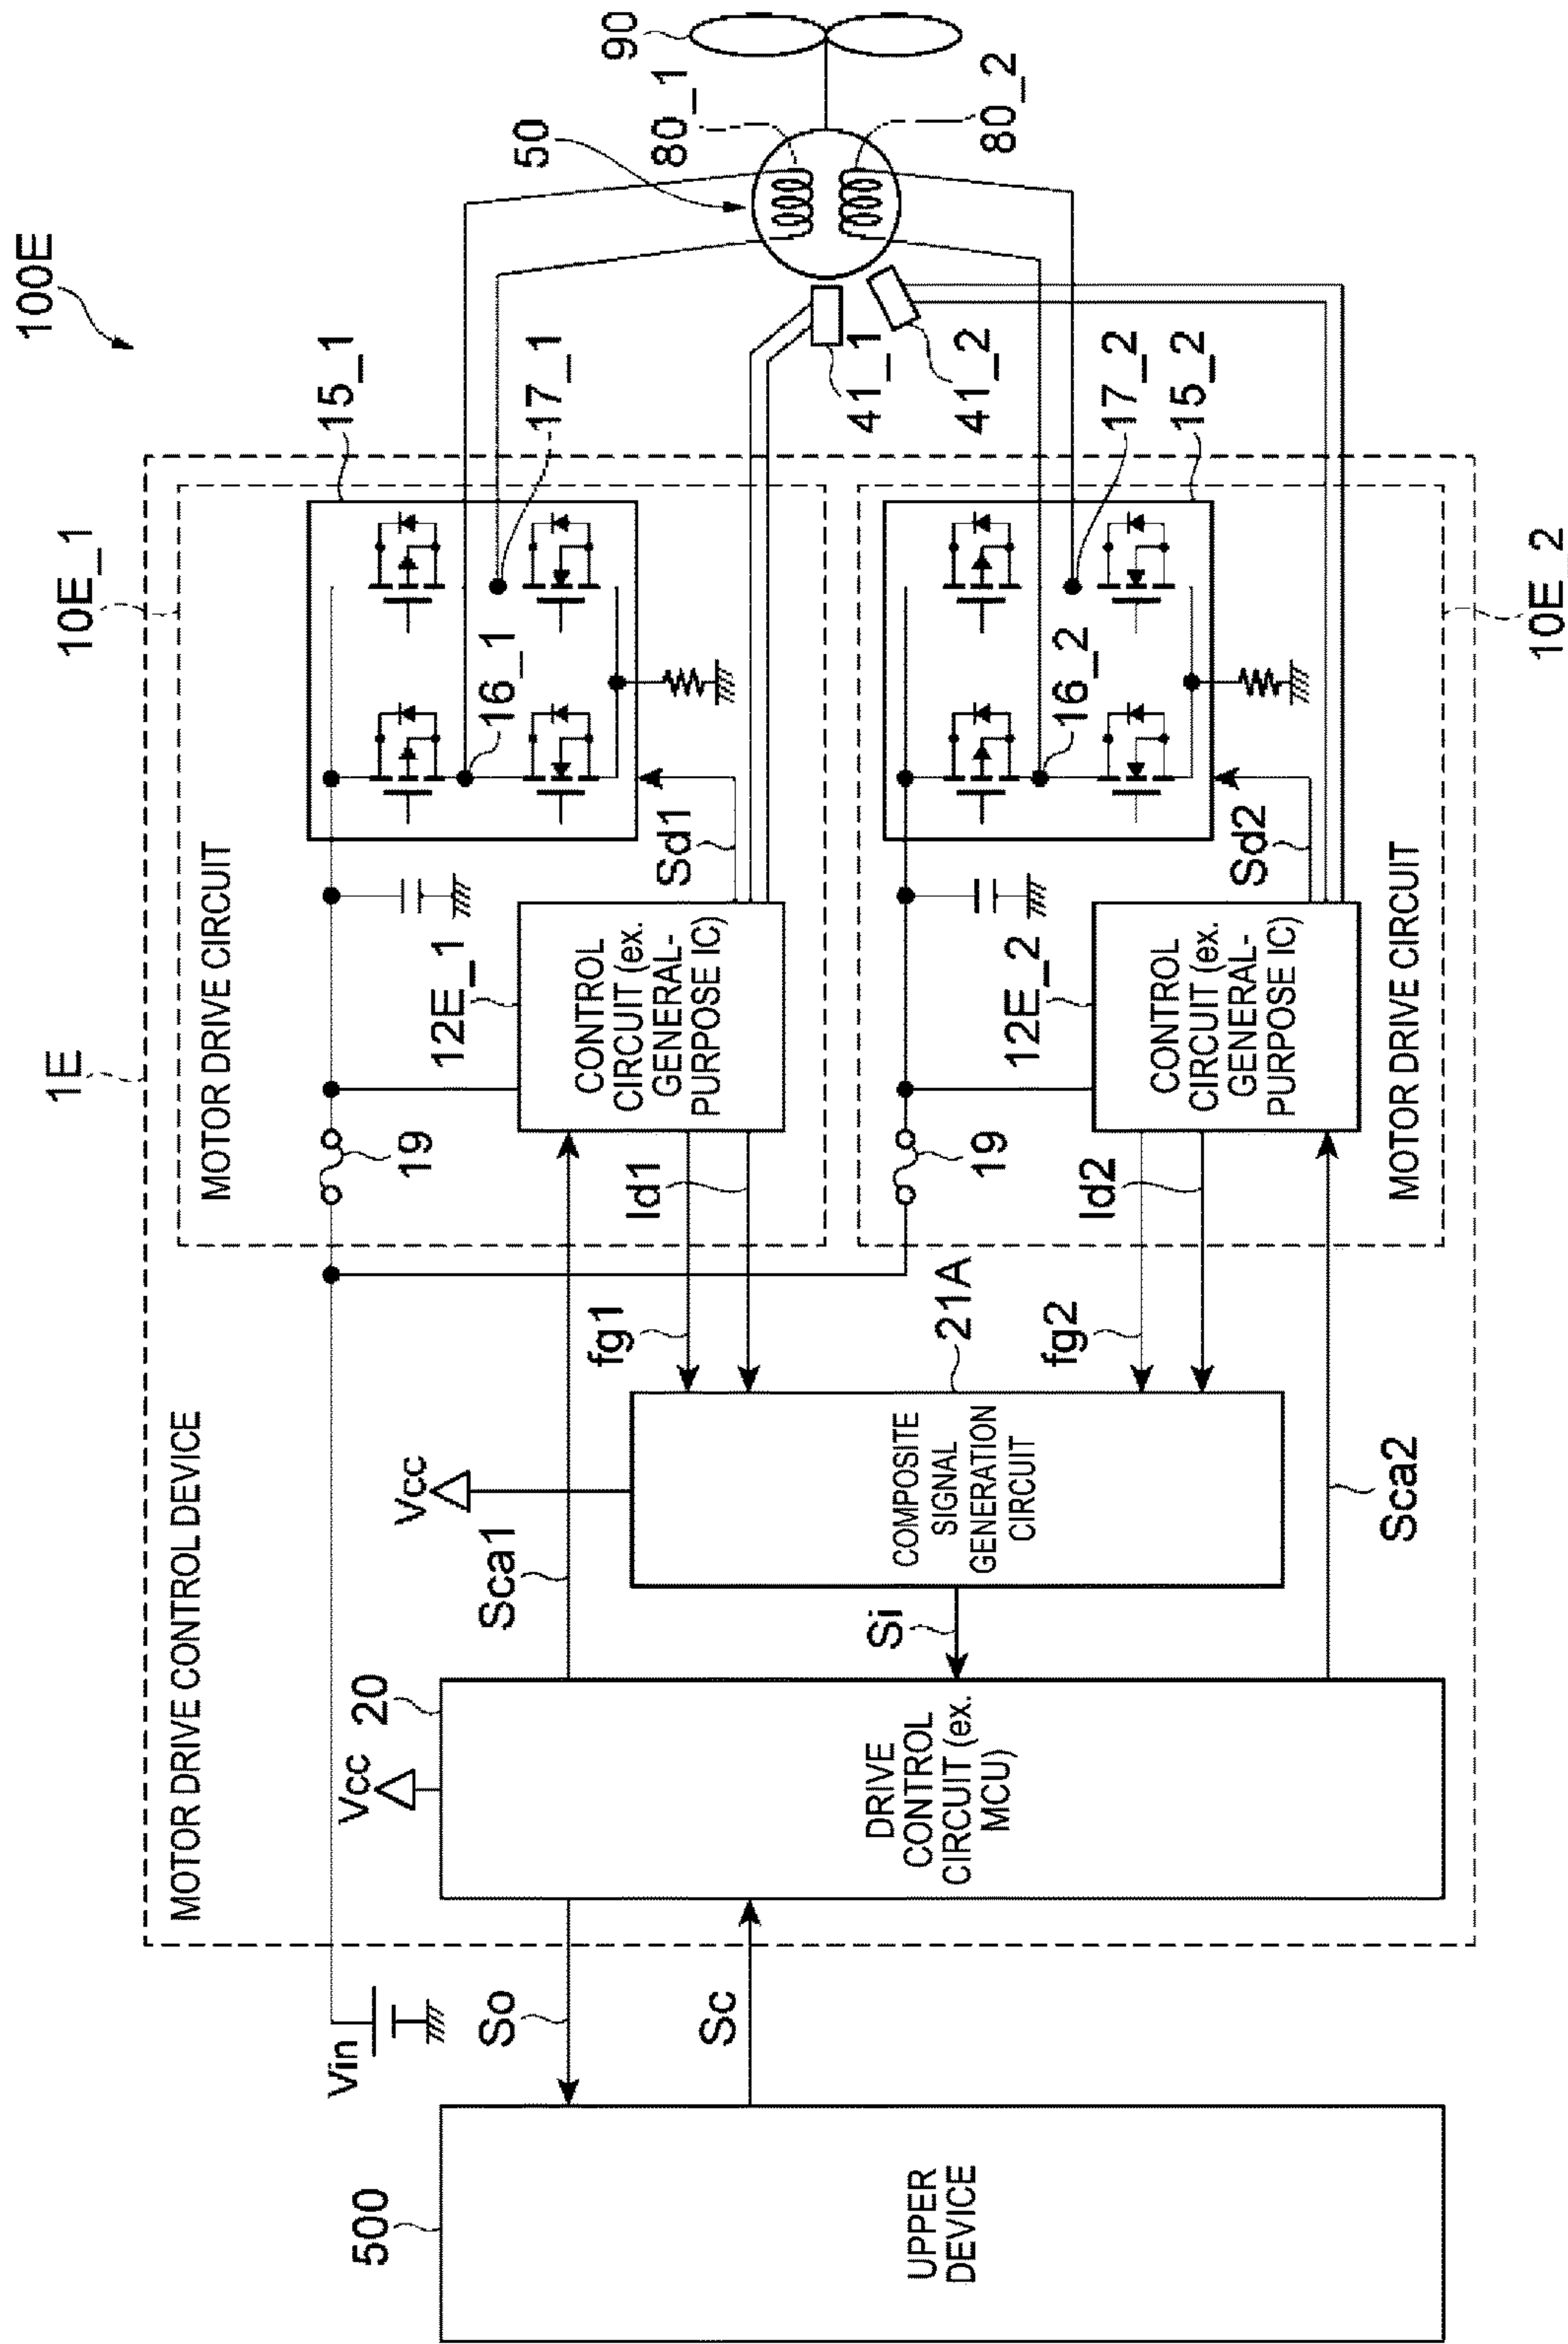 100E
1E
10E_1
MOTOR DRIVE CONTROL DEVICE
MOTOR DRIVE CIRCUIT
15_1
Vin
19
Vcc
20
Vcc
12E_1
16_1
17_1
500
So
Sca1
CONTROL
CIRCUIT (ex.
GENERAL-
PURPOSE IC)
Sd1
50
fg1
Id1
90
80_1
Sc
UPPER
DEVICE
DRIVE
CONTROL
CIRCUIT (ex.
MCU)
Si
COMPOSITE
SIGNAL
GENERATION
CIRCUIT
21A
19
41_1
41_2
80_2
12E_2
16_2
17_2
15_2
fg2
Id2
CONTROL
CIRCUIT (ex.
GENERAL-
PURPOSE IC)
Sd2
Sca2
MOTOR DRIVE CIRCUIT
10E_2